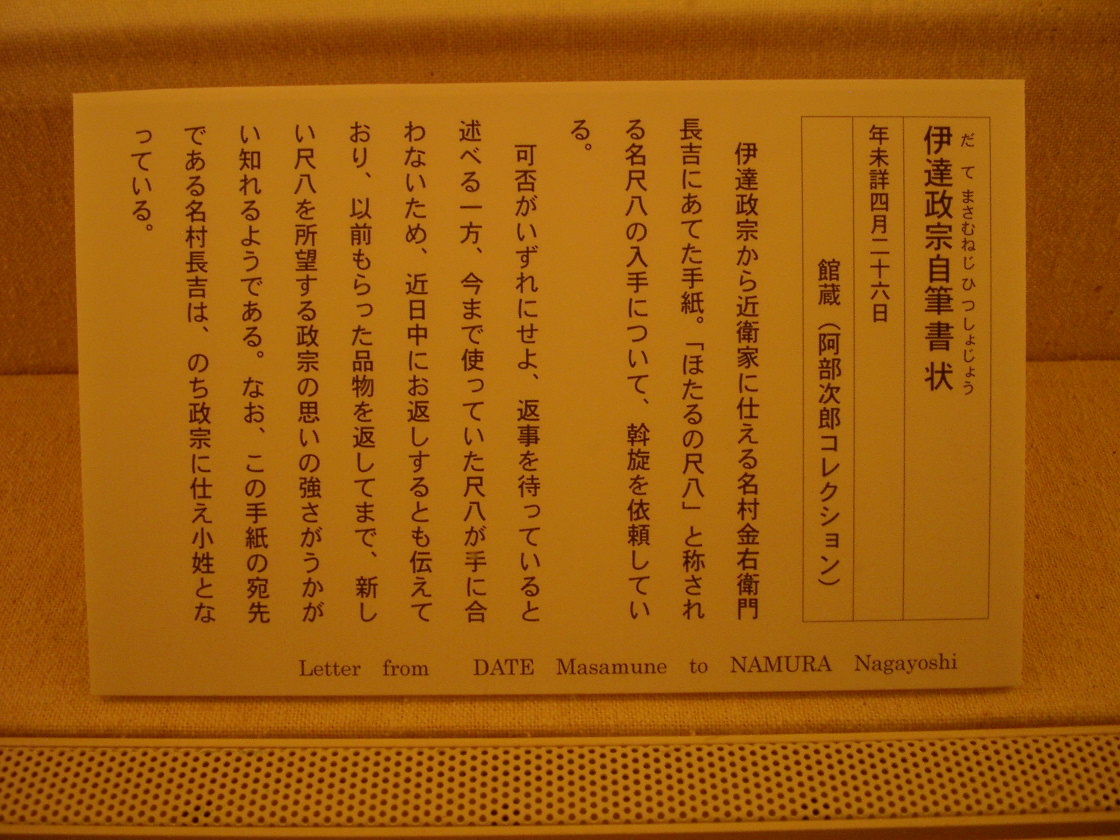 だてまさむねじひつしょじょう
伊達政宗自筆書状
年未詳四月二十六日
館蔵（阿部次郎コレクション）
伊達政宗から近衛家に仕える名村金右衛門
長吉にあてた手紙。「ほたるの尺八」と称され
る名尺八の入手について、斡旋を依頼してい
る。
可否がいずれにせよ、返事を待っていると
述べる一方、今まで使っていた尺八が手に合
わないため、近日中にお返しするとも伝えて
おり、以前もらった品物を返してまで、新し
い尺八を所望する政宗の思いの強さがうかが
い知れるようである。なお、この手紙の宛先
である名村長吉は、のち政宗に仕え小姓とな
っている。
Letter from DATE Masamune to NAMURA Nagayoshi